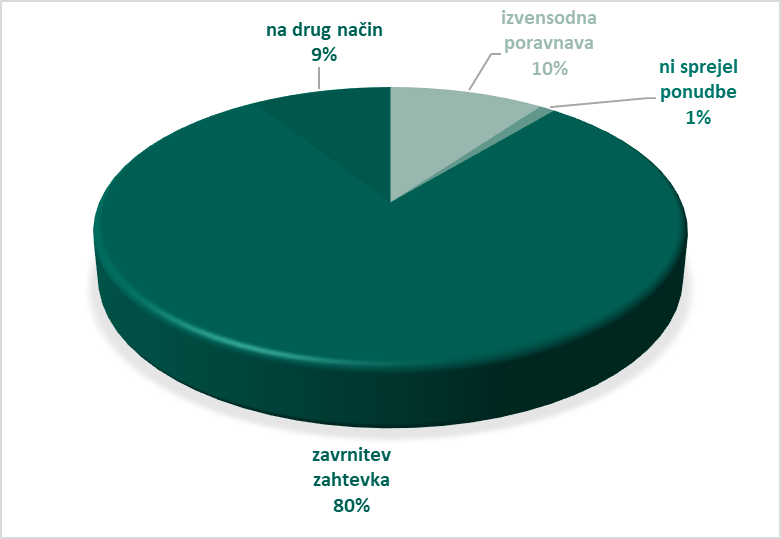 na drug način
9%
izvensodna
poravnava
10%
ni sprejel
ponudbe
1%
zavrnitev
zahtevka
80%